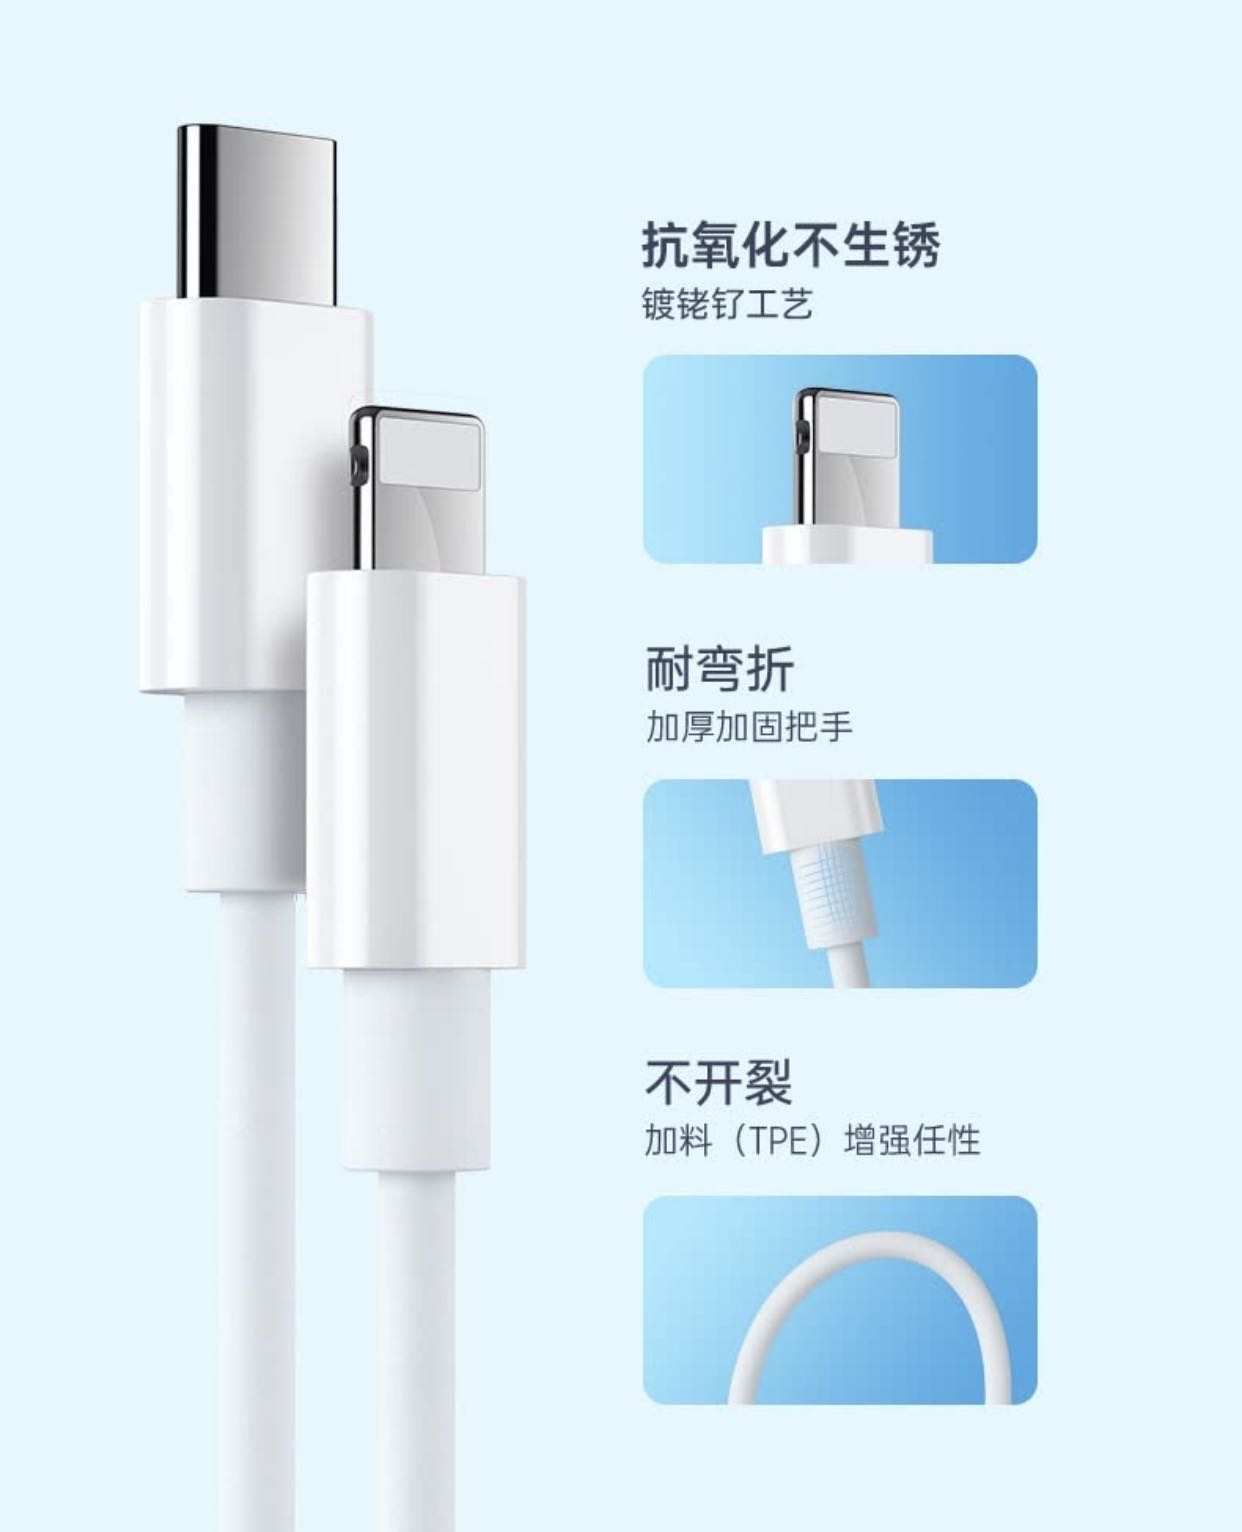 抗氧化不生锈
镀铑钌工艺
耐弯折
加厚加固把手
不开裂
加料（TPE）增强任性